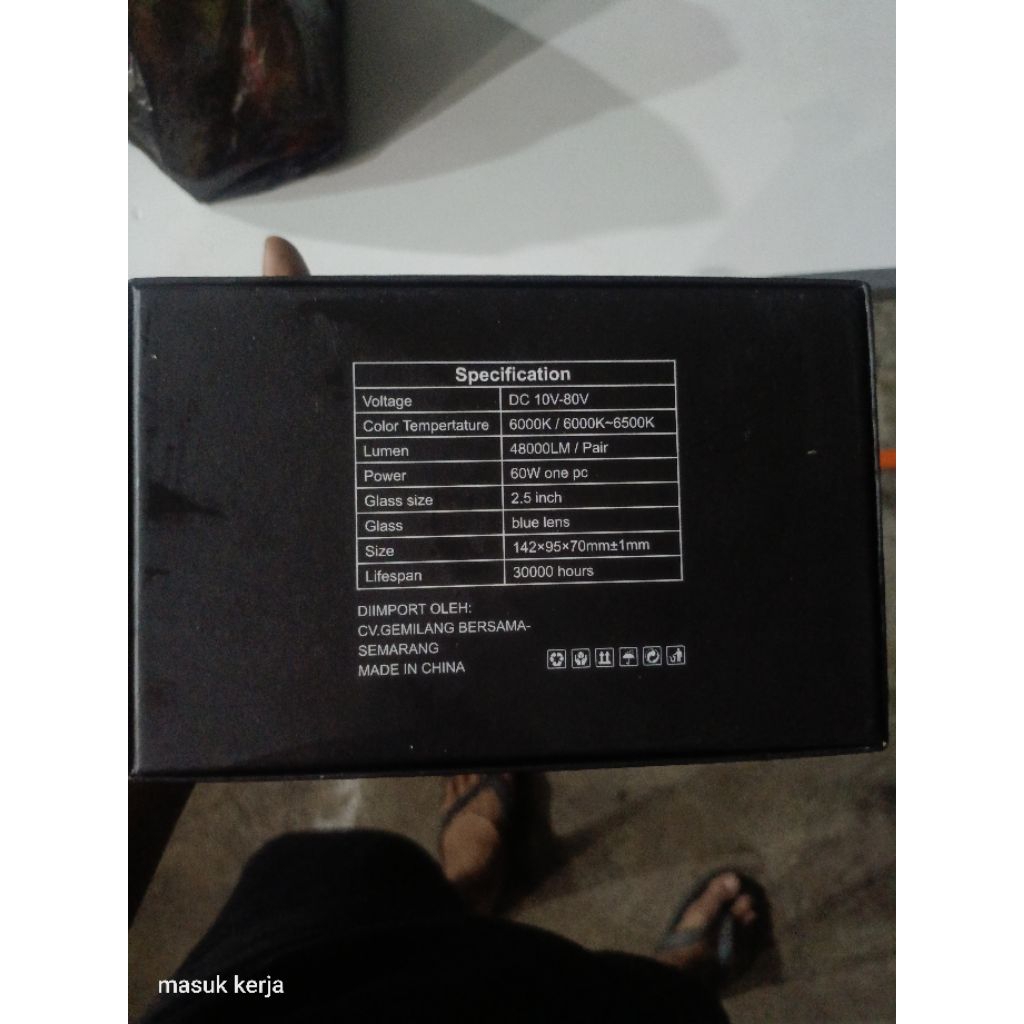 Specification
Voltage DC 10V-80V
Color Tempertature 6000K / 6000K~6500K
Lumen 48000LM / Pair
Power 60W one pc
Glass size 2.5 inch
Glass blue lens
Size 142×95×70mm±1mm
Lifespan 30000 hours
DIIMPORT OLEH:
CV.GEMILANG BERSAMA-
SEMARANG
MADE IN CHINA
masuk kerja